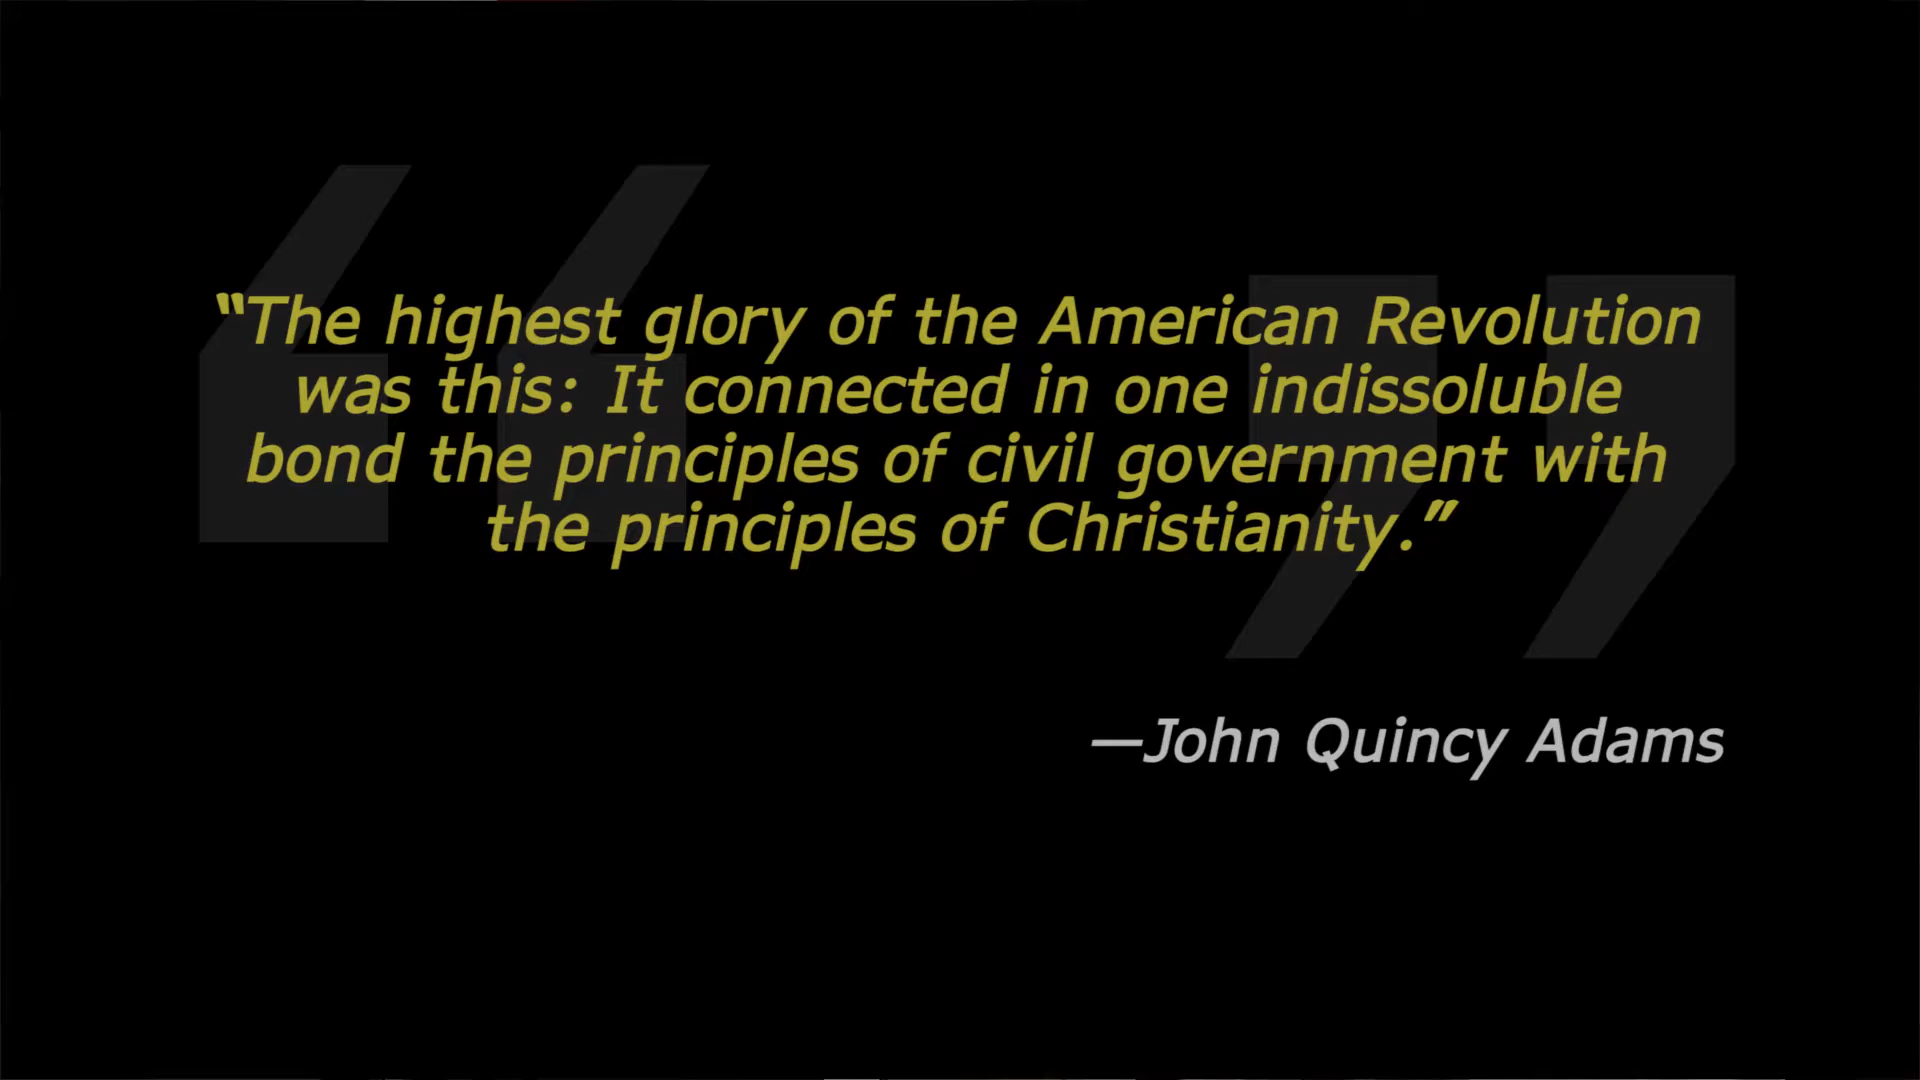 “The highest glory of the American Revolution
was this: It connected in one indissoluble
bond the principles of civil government with
the principles of Christianity.”
—John Quincy Adams